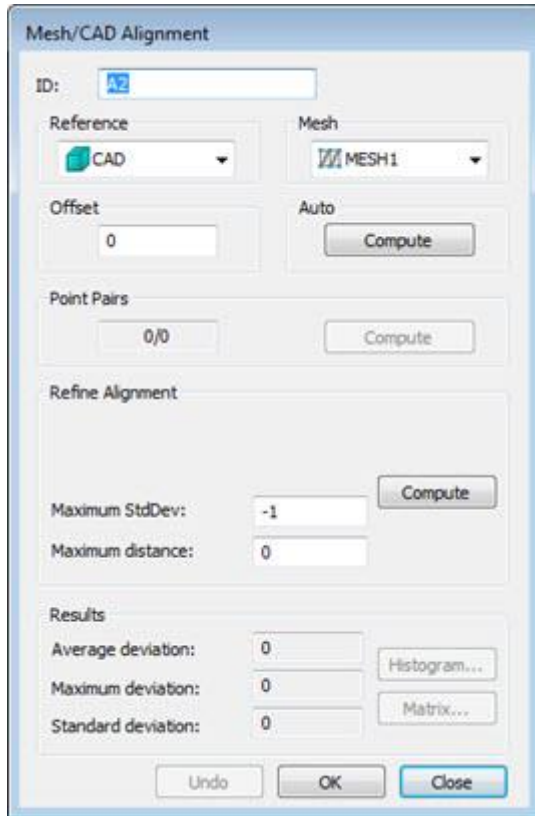 Mesh/CAD Alignment
ID: A2
Reference Mesh
CAD MESH1
Offset Auto
0 Compute
Point Pairs
0/0 Compute
Refine Alignment
Compute
Maximum StdDev: -1
Maximum distance: 0
Results
Average deviation: 0
Histogram...
Maximum deviation: 0
Matrix...
Standard deviation: 0
Undo OK Close